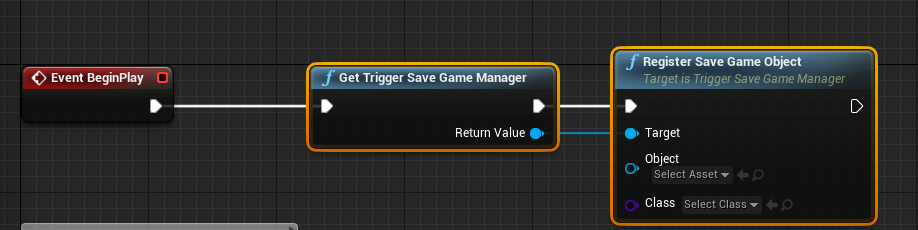 Event BeginPlay
f Get Trigger Save Game Manager
Return Value
f Register Save Game Object
Target is Trigger Save Game Manager
Target
Object
Select Asset
Class Select Class